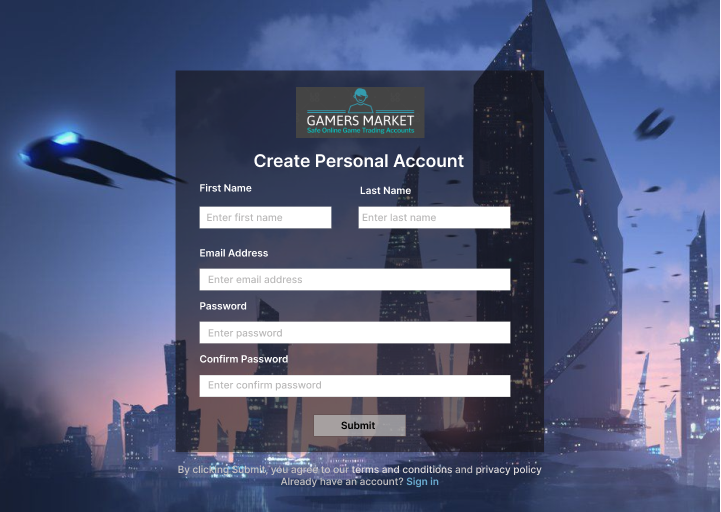 GAMERS MARKET
Safe Online Game Trading Accounts
Create Personal Account
First Name
Last Name
Enter first name
Enter last name
Email Address
Enter email address
Password
Enter password
Confirm Password
Enter confirm password
Submit
By clicking Submit, you agree to our terms and conditions and privacy policy
Already have an account? Sign in